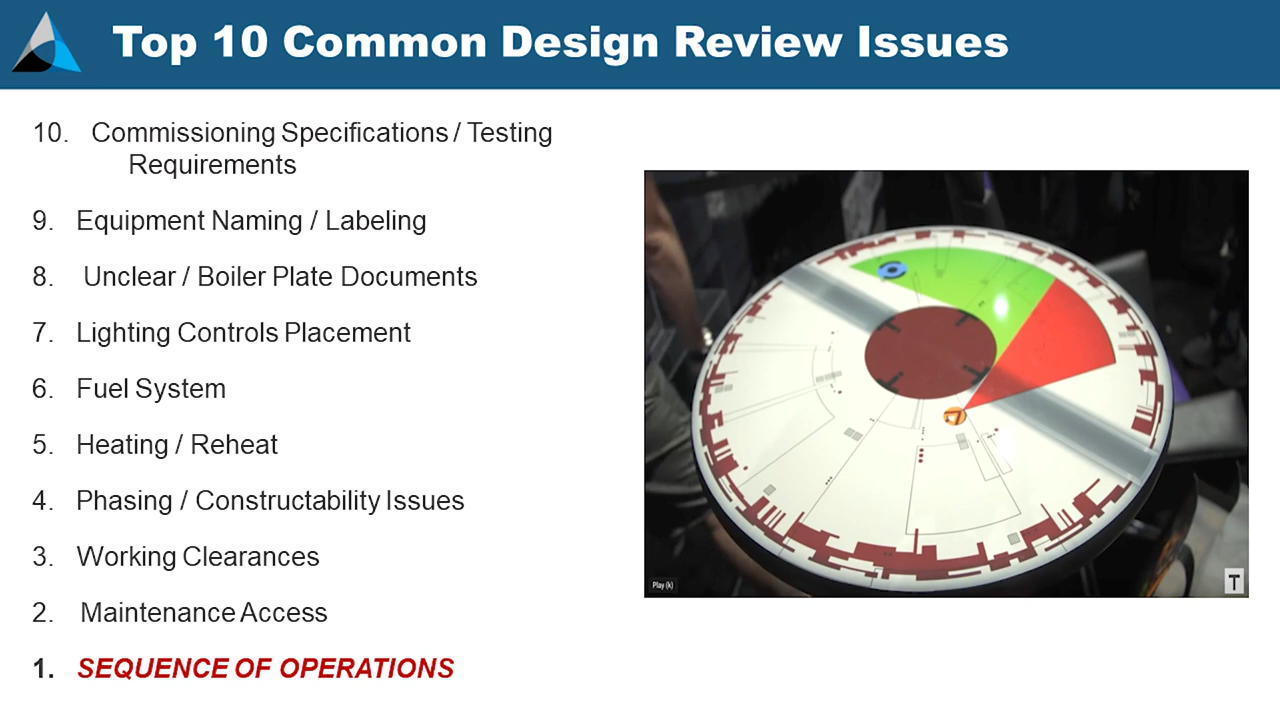 Top 10 Common Design Review Issues
10. Commissioning Specifications / Testing
Requirements
9. Equipment Naming / Labeling
8. Unclear / Boiler Plate Documents
7. Lighting Controls Placement
6. Fuel System
5. Heating / Reheat
4. Phasing / Constructability Issues
3. Working Clearances
2. Maintenance Access
1. SEQUENCE OF OPERATIONS
Play (k)
T